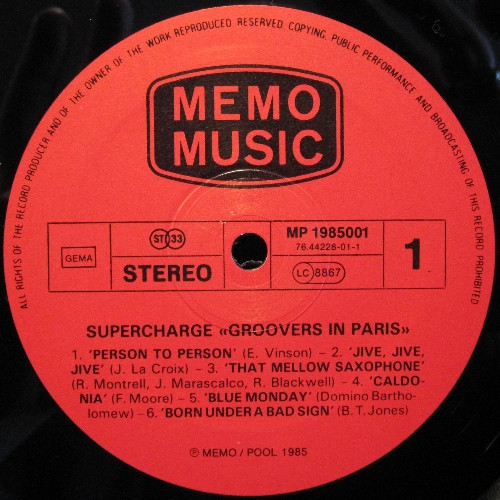 ALL RIGHTS OF THE RECORD PRODUCER AND OF THE OWNER OF THE WORK REPRODUCED RESERVED COPYING, PUBLIC PERFORMANCE AND BROADCASTING OF THIS RECORD PROHIBITED
MEMO
MUSIC
GEMA
ST 33
STEREO
MP 1985001
76.44228-01-1
LC 8867
1
SUPERCHARGE «GROOVERS IN PARIS»
1. 'PERSON TO PERSON' (E. Vinson) – 2. 'JIVE, JIVE,
JIVE' (J. La Croix) – 3. 'THAT MELLOW SAXOPHONE'
(R. Montrell, J. Marascalco, R. Blackwell) – 4. 'CALDO-
NIA' (F. Moore) – 5. 'BLUE MONDAY' (Domino Bartho-
lomew) – 6. 'BORN UNDER A BAD SIGN' (B.T. Jones)
℗ MEMO / POOL 1985